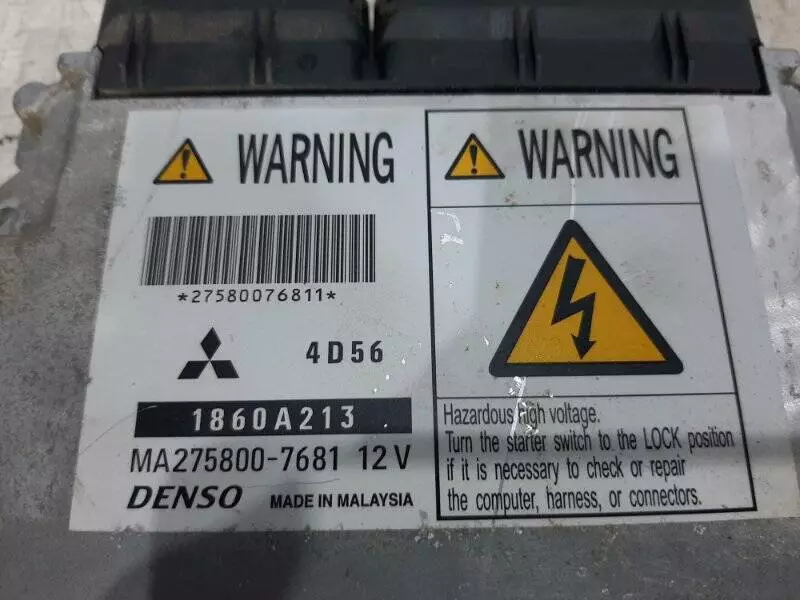 WARNING
*27580076811*
4D56
1860A213
MA275800-7681 12V
DENSO MADE IN MALAYSIA
WARNING
Hazardous high voltage.
Turn the starter switch to the LOCK position
if it is necessary to check or repair
the computer, harness, or connectors.